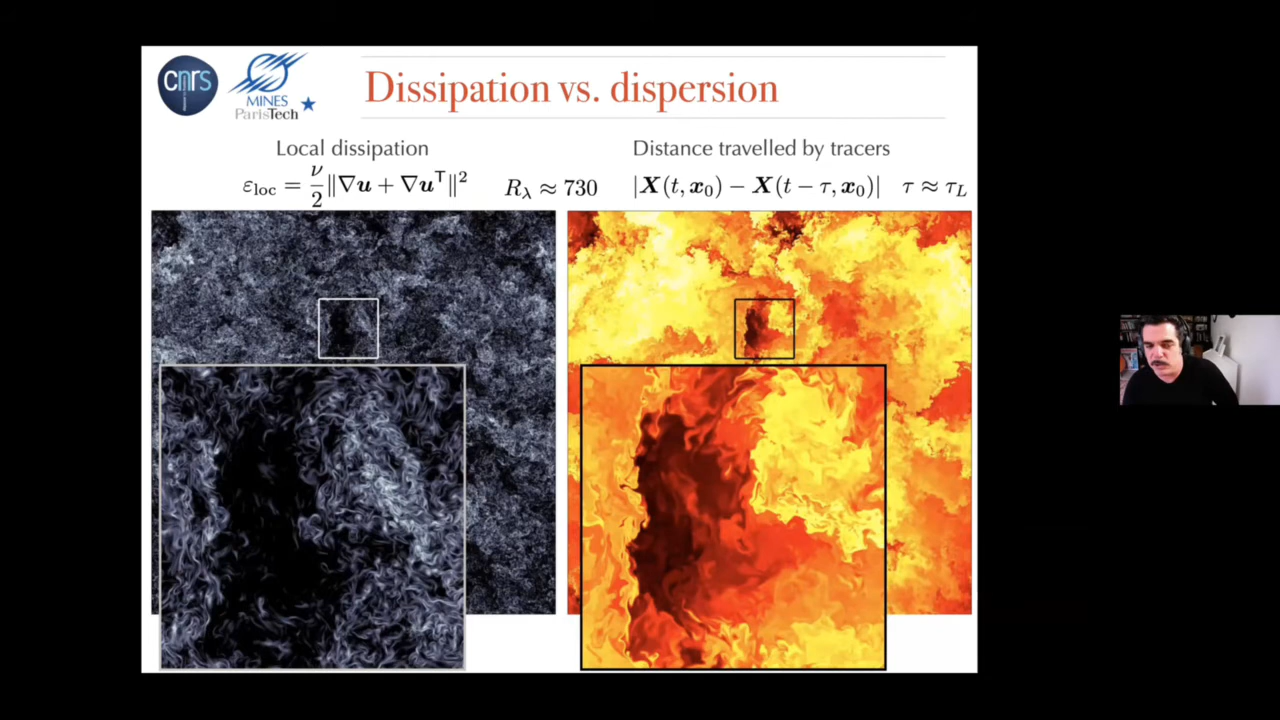 cnrs
MINES
ParisTech
Dissipation vs. dispersion
Local dissipation
ε_loc = ν/2 ‖∇u + ∇u^T‖²
R_λ ≈ 730
Distance travelled by tracers
|X(t, x₀) − X(t − τ, x₀)| τ ≈ τ_L